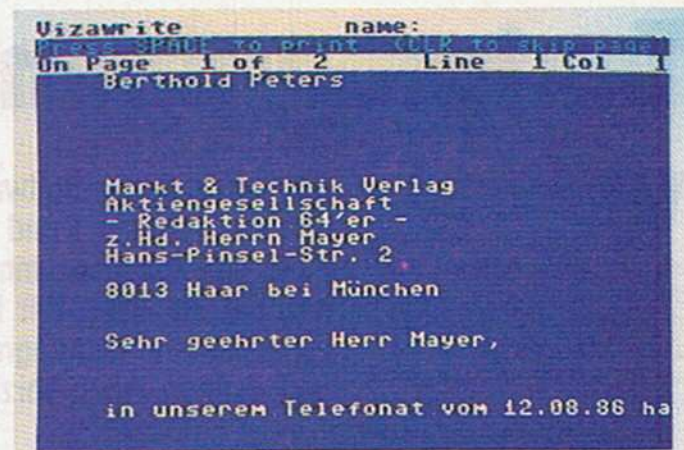 Vizawrite name:
Press SPACE to print (CLR to skip page)
On Page 1 of 2 Line 1 Col 1
Berthold Peters
Markt & Technik Verlag
Aktiengesellschaft
- Redaktion 64'er -
z.Hd. Herrn Mayer
Hans-Pinsel-Str. 2
8013 Haar bei München
Sehr geehrter Herr Mayer,
in unserem Telefonat vom 12.08.86 ha